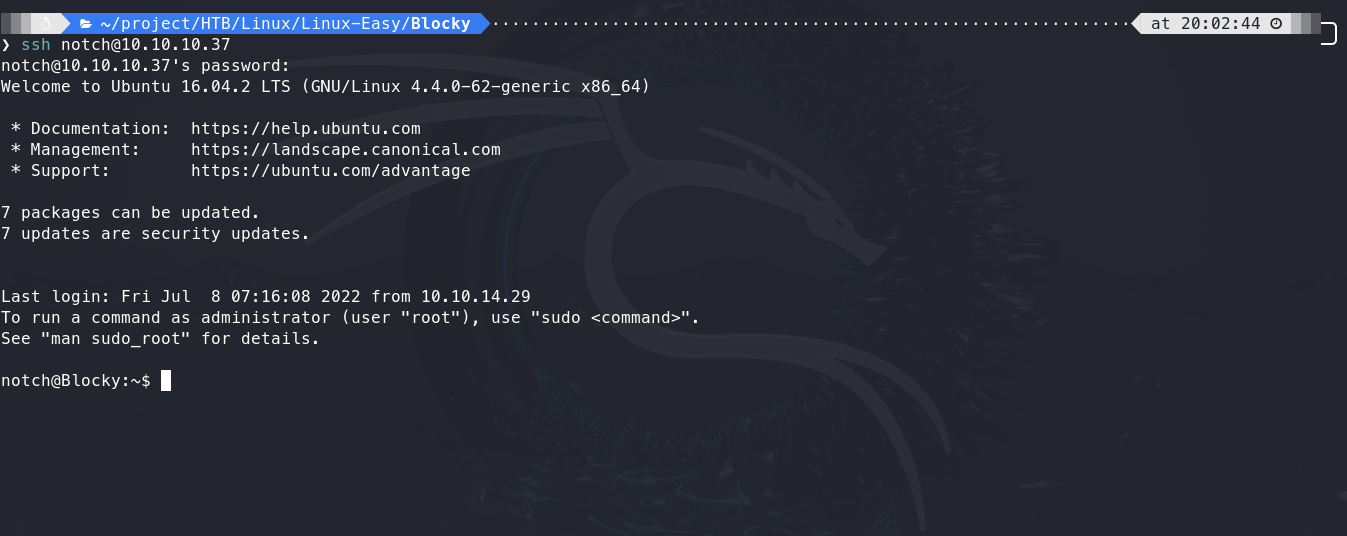 ~/project/HTB/Linux/Linux-Easy/Blocky at 20:02:44
❯ ssh notch@10.10.10.37
notch@10.10.10.37's password:
Welcome to Ubuntu 16.04.2 LTS (GNU/Linux 4.4.0-62-generic x86_64)
* Documentation:  https://help.ubuntu.com
* Management:     https://landscape.canonical.com
* Support:        https://ubuntu.com/advantage
7 packages can be updated.
7 updates are security updates.
Last login: Fri Jul  8 07:16:08 2022 from 10.10.14.29
To run a command as administrator (user "root"), use "sudo <command>".
See "man sudo_root" for details.
notch@Blocky:~$